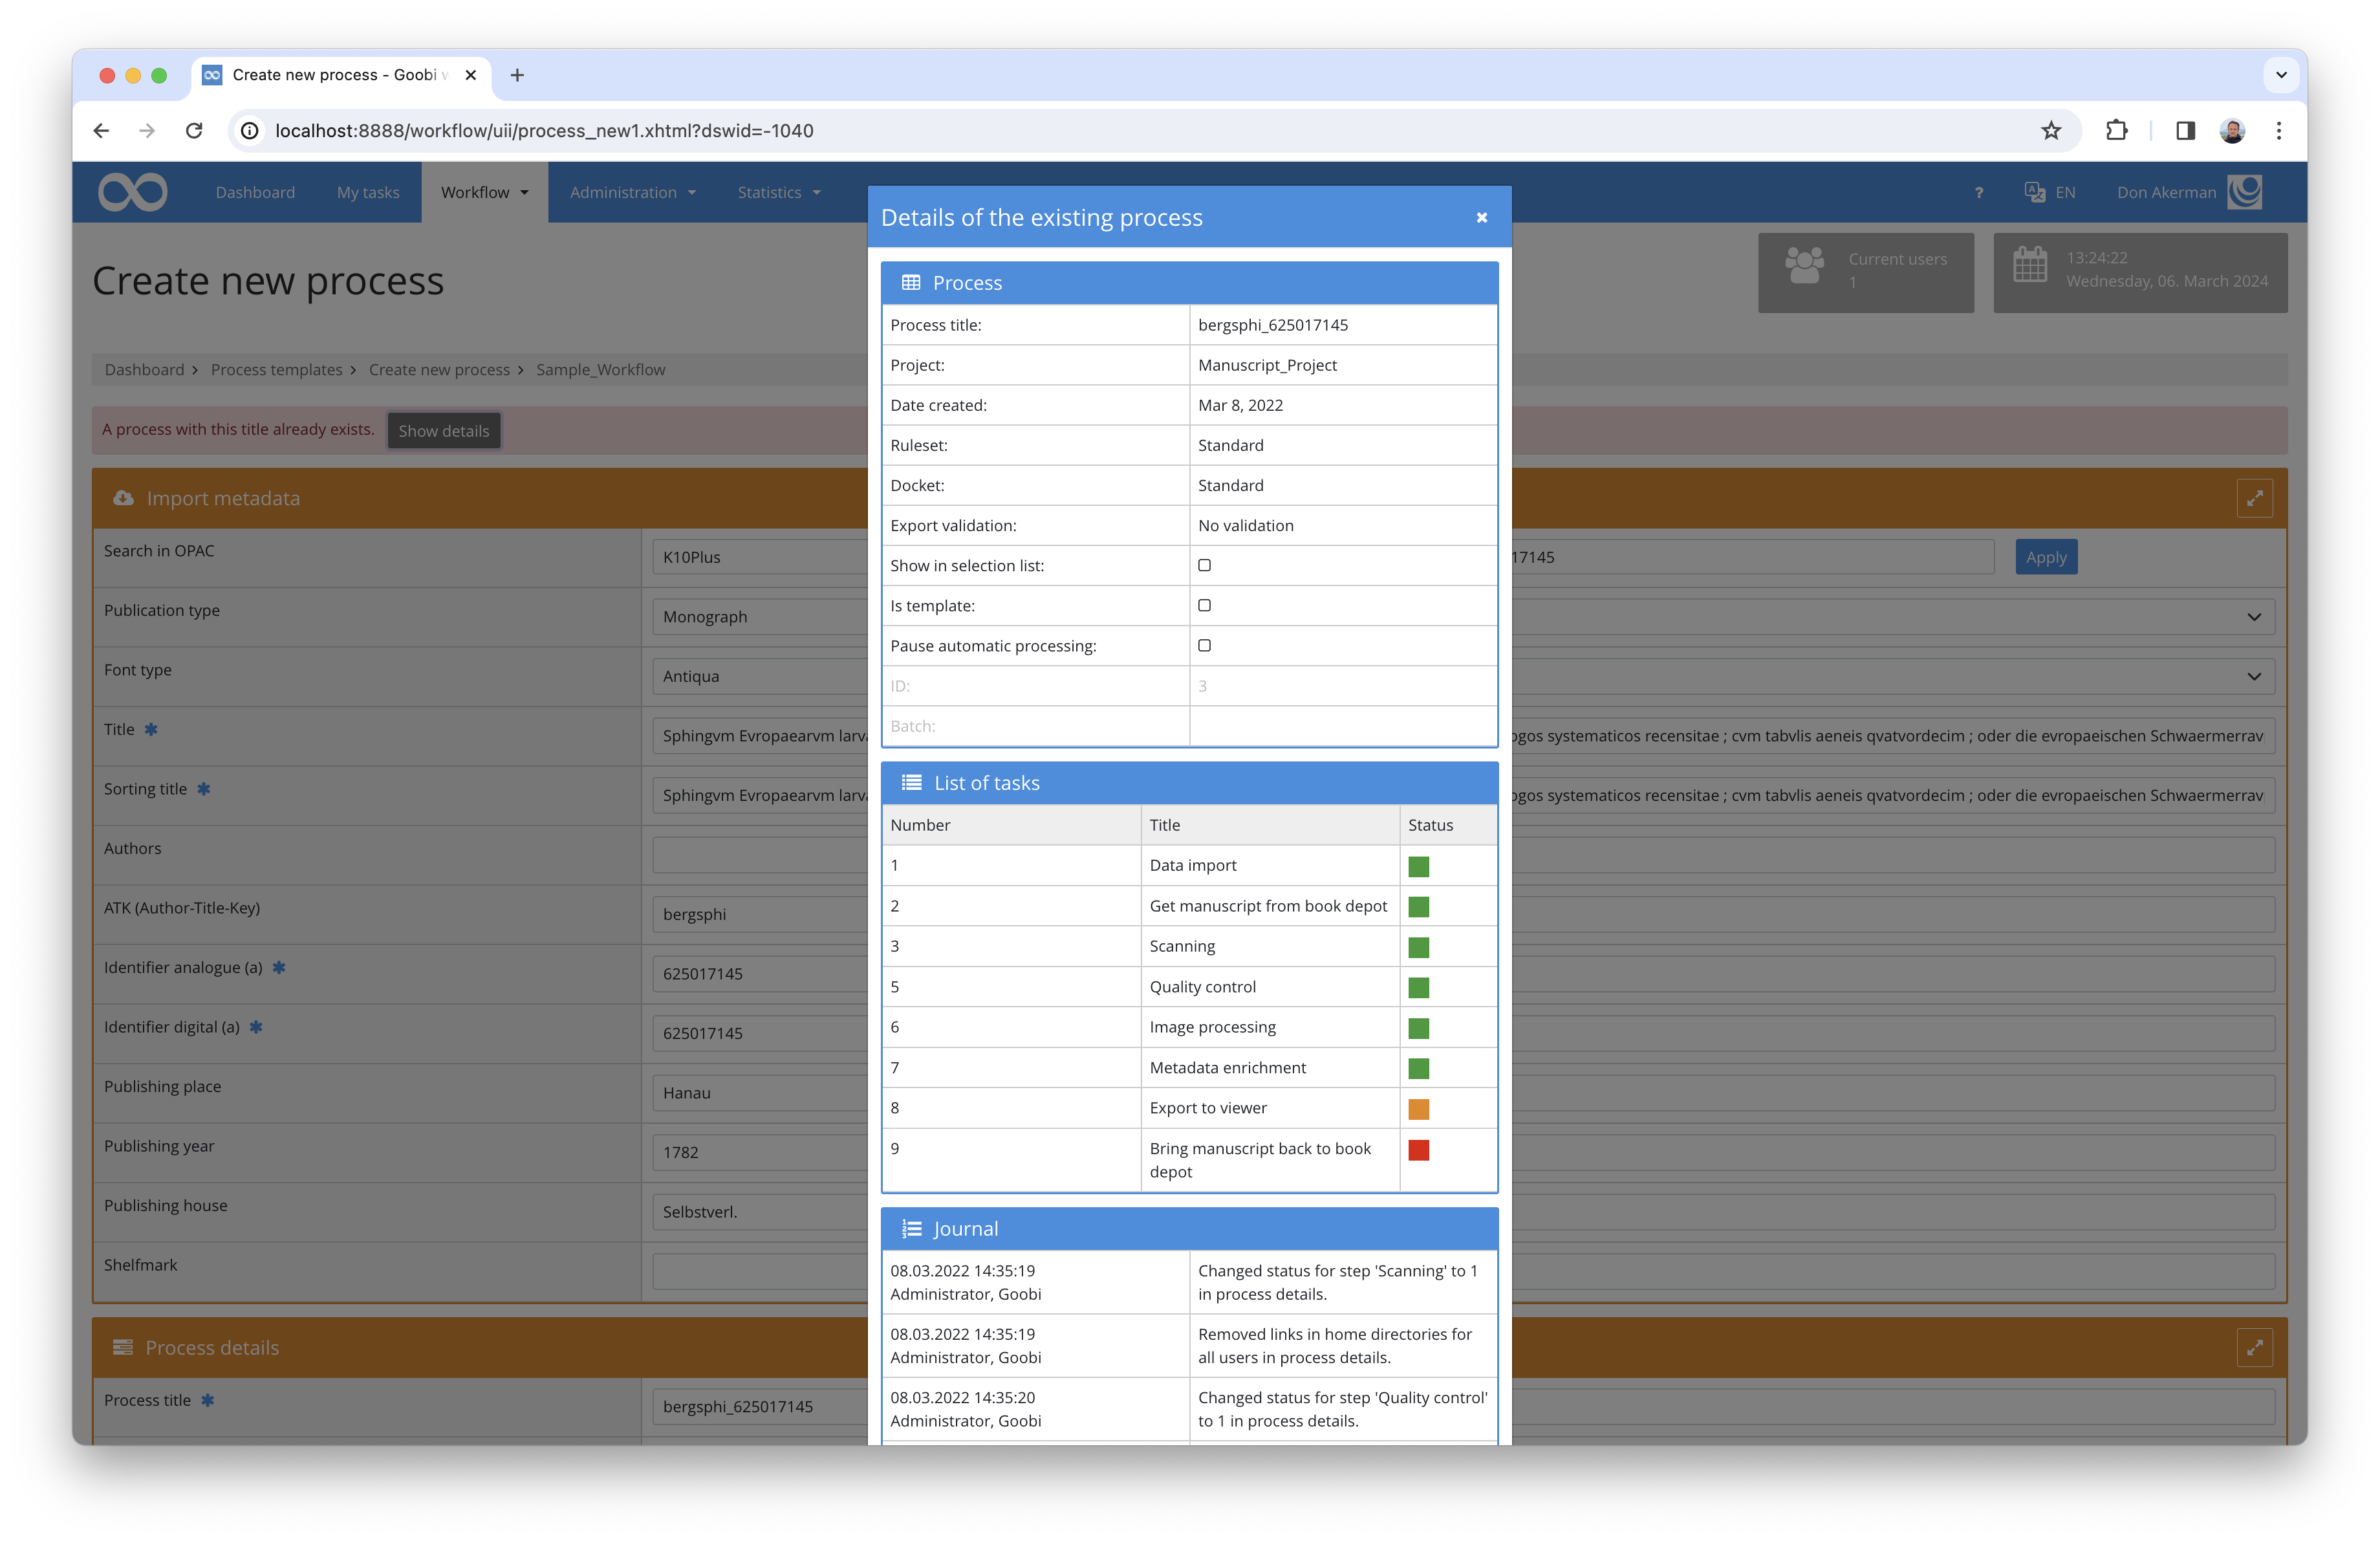 Create new process - Goobi w
localhost:8888/workflow/uii/process_new1.xhtml?dswid=-1040
Dashboard My tasks Workflow Administration Statistics ? EN Don Akerman
Create new process
Current users
1
13:24:22
Wednesday, 06. March 2024
Dashboard Process templates Create new process Sample_Workflow
A process with this title already exists. Show details
Import metadata
Search in OPAC K10Plus 17145 Apply
Publication type Monograph
Font type Antiqua
Title Sphingvm Evropaearvm larva ogos systematicos recensitae ; cvm tabvlis aeneis qvatvordecim ; oder die evropaeischen Schwaermerrav
Sorting title Sphingvm Evropaearvm larva ogos systematicos recensitae ; cvm tabvlis aeneis qvatvordecim ; oder die evropaeischen Schwaermerrav
Authors
ATK (Author-Title-Key) bergsphi
Identifier analogue (a) 625017145
Identifier digital (a) 625017145
Publishing place Hanau
Publishing year 1782
Publishing house Selbstverl.
Shelfmark
Process details
Process title bergsphi_625017145
Details of the existing process
Process
Process title: bergsphi_625017145
Project: Manuscript_Project
Date created: Mar 8, 2022
Ruleset: Standard
Docket: Standard
Export validation: No validation
Show in selection list:
Is template:
Pause automatic processing:
ID: 3
Batch:
List of tasks
Number Title Status
1 Data import
2 Get manuscript from book depot
3 Scanning
5 Quality control
6 Image processing
7 Metadata enrichment
8 Export to viewer
9 Bring manuscript back to book
depot
Journal
08.03.2022 14:35:19
Administrator, Goobi
Changed status for step 'Scanning' to 1
in process details.
08.03.2022 14:35:19
Administrator, Goobi
Removed links in home directories for
all users in process details.
08.03.2022 14:35:20
Administrator, Goobi
Changed status for step 'Quality control'
to 1 in process details.